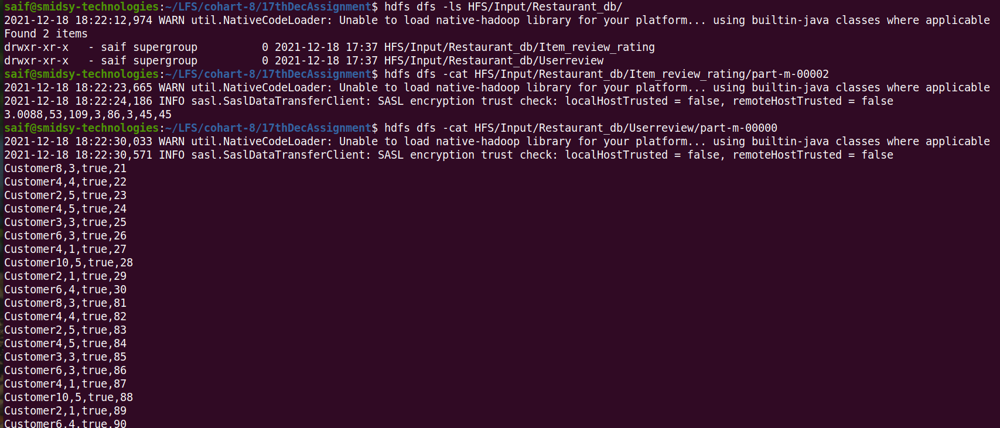 saif@smidsy-technologies:~/LFS/cohart-8/17thDecAssignment$ hdfs dfs -ls HFS/Input/Restaurant_db/
2021-12-18 18:22:12,974 WARN util.NativeCodeLoader: Unable to load native-hadoop library for your platform... using builtin-java classes where applicable
Found 2 items
drwxr-xr-x   - saif supergroup          0 2021-12-18 17:37 HFS/Input/Restaurant_db/Item_review_rating
drwxr-xr-x   - saif supergroup          0 2021-12-18 17:37 HFS/Input/Restaurant_db/Userreview
saif@smidsy-technologies:~/LFS/cohart-8/17thDecAssignment$ hdfs dfs -cat HFS/Input/Restaurant_db/Item_review_rating/part-m-00002
2021-12-18 18:22:23,665 WARN util.NativeCodeLoader: Unable to load native-hadoop library for your platform... using builtin-java classes where applicable
2021-12-18 18:22:24,186 INFO sasl.SaslDataTransferClient: SASL encryption trust check: localHostTrusted = false, remoteHostTrusted = false
3.0088,53,109,3,86,3,45,45
saif@smidsy-technologies:~/LFS/cohart-8/17thDecAssignment$ hdfs dfs -cat HFS/Input/Restaurant_db/Userreview/part-m-00000
2021-12-18 18:22:30,033 WARN util.NativeCodeLoader: Unable to load native-hadoop library for your platform... using builtin-java classes where applicable
2021-12-18 18:22:30,571 INFO sasl.SaslDataTransferClient: SASL encryption trust check: localHostTrusted = false, remoteHostTrusted = false
Customer8,3,true,21
Customer4,4,true,22
Customer2,5,true,23
Customer4,5,true,24
Customer3,3,true,25
Customer6,3,true,26
Customer4,1,true,27
Customer10,5,true,28
Customer2,1,true,29
Customer6,4,true,30
Customer8,3,true,81
Customer4,4,true,82
Customer2,5,true,83
Customer4,5,true,84
Customer3,3,true,85
Customer6,3,true,86
Customer4,1,true,87
Customer10,5,true,88
Customer2,1,true,89
Customer6,4,true,90